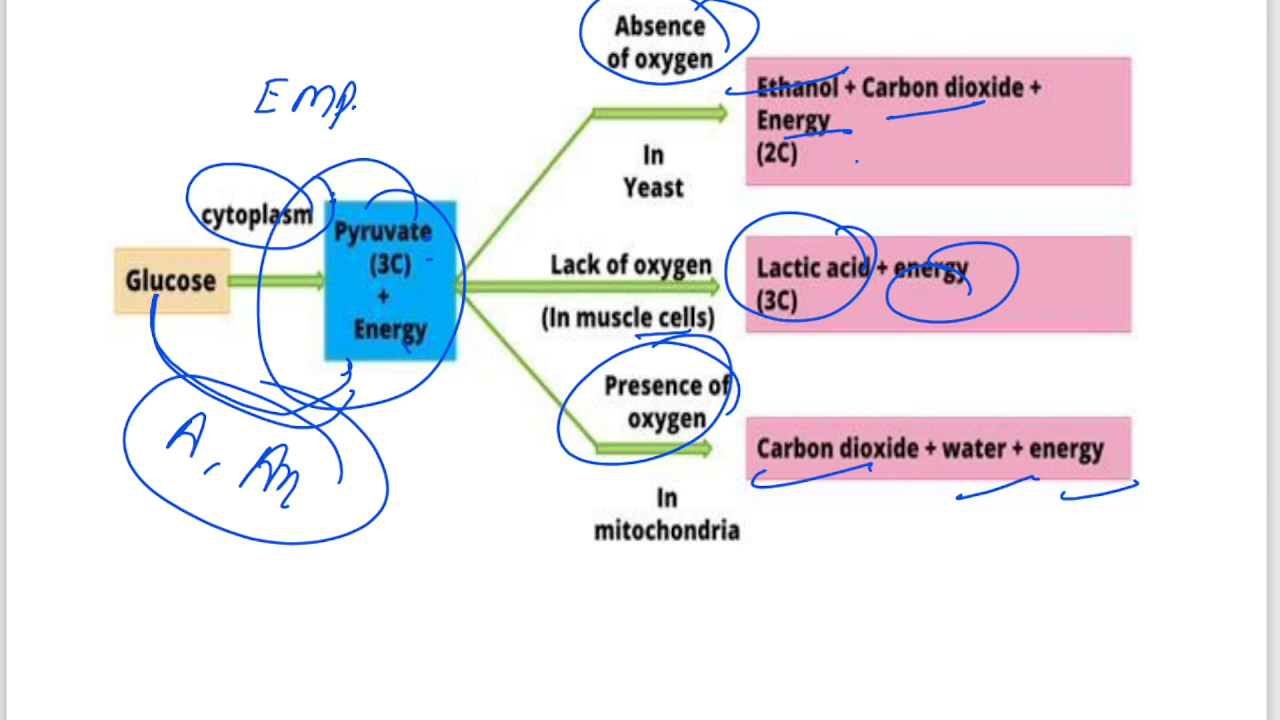 Absence
of oxygen
Ethanol + Carbon dioxide +
Energy
(2C)
EMP.
In
Yeast
cytoplasm
Glucose
Pyruvate
(3C)
+
Energy
Lack of oxygen
(In muscle cells)
Lactic acid + energy
(3C)
Presence of
oxygen
Carbon dioxide + water + energy
In
mitochondria
A, An